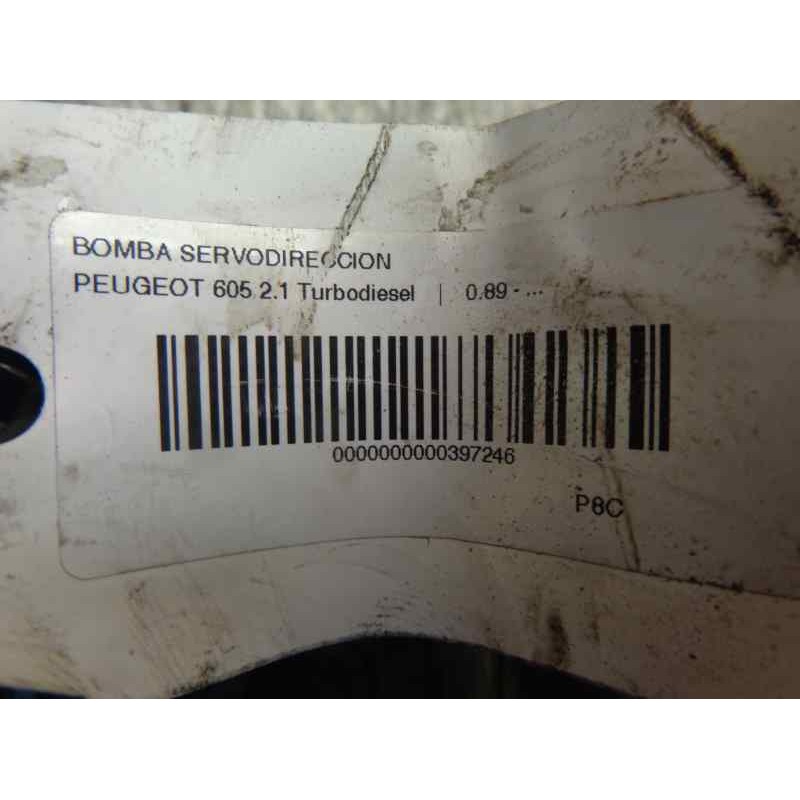 BOMBA SERVODIRECCION
PEUGEOT 605 2.1 Turbodiesel | 0.89 - ...
0000000000397246
P8C